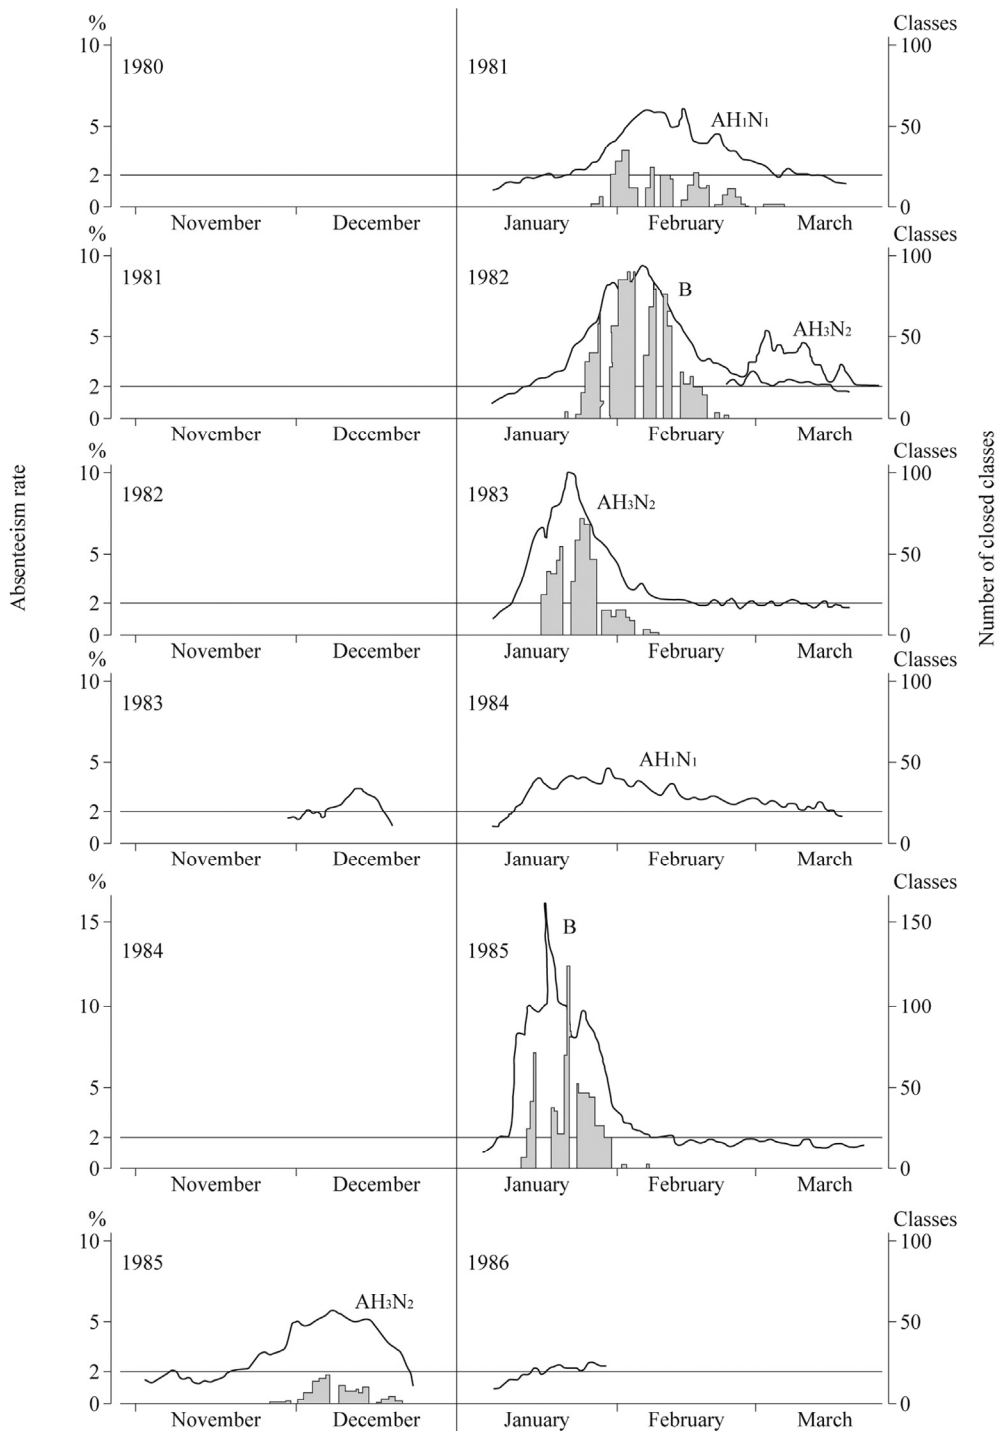 % Classes
10 100
1980 1981
AH1N1
5 50
2
0 0
November December January February March
% Classes
10 100
1981 1982
B
AH3N2
5 50
2
0 0
November December January February March
% Classes
10 100
1982 1983
AH3N2
5 50
2
0 0
November December January February March
% Classes
10 100
1983 1984
AH1N1
5 50
2
0 0
November December January February March
% Classes
15 150
B
1984 1985
10 100
5 50
2
0 0
November December January February March
% Classes
10 100
1985 1986
AH3N2
5 50
2
0 0
November December January February March
Absenteeism rate
Number of closed classes